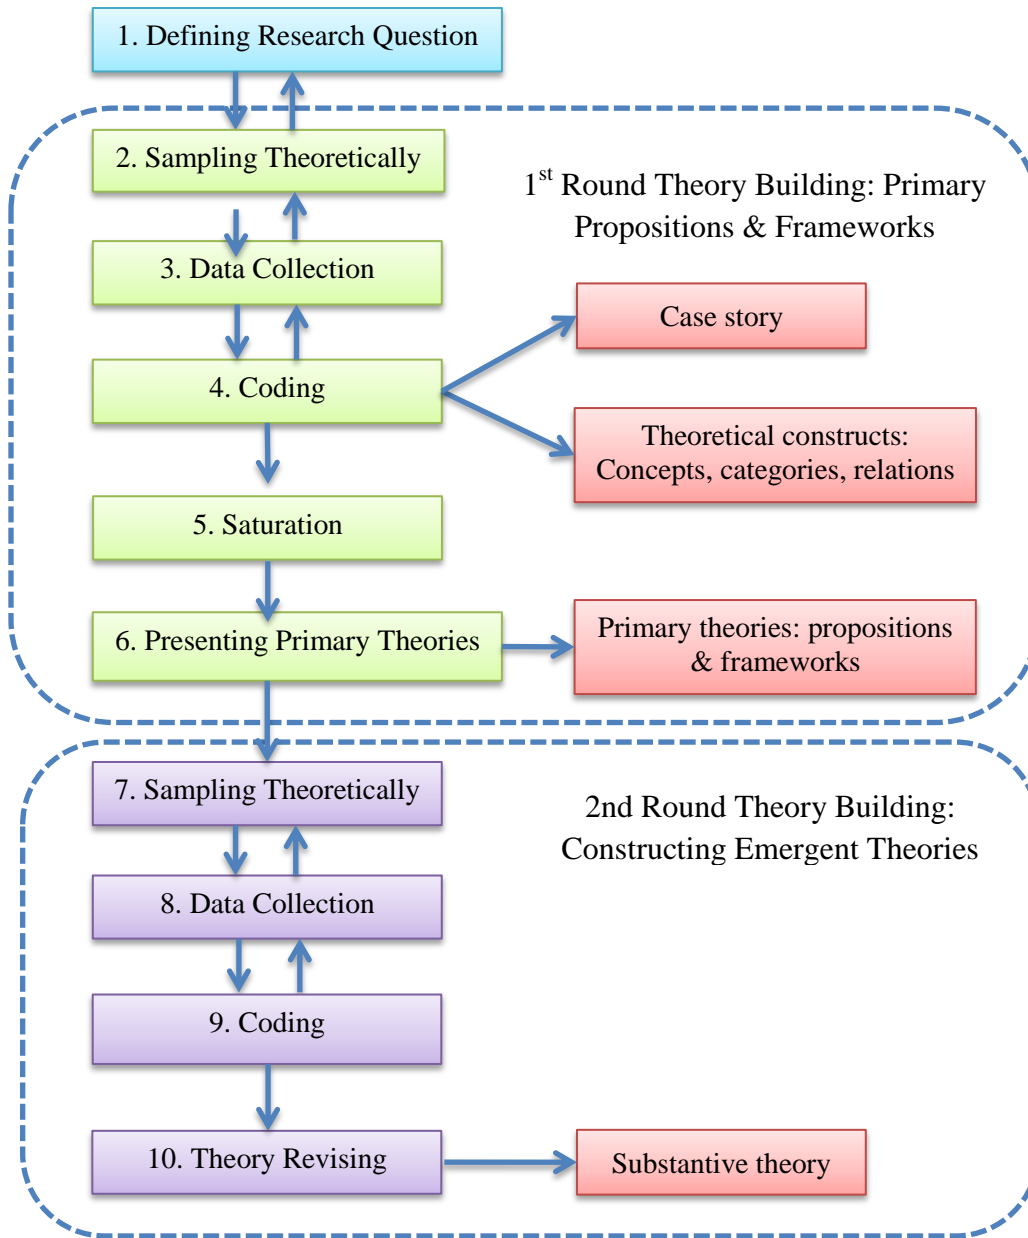 1. Defining Research Question
2. Sampling Theoretically
1st Round Theory Building: Primary
Propositions & Frameworks
3. Data Collection
Case story
4. Coding
Theoretical constructs:
Concepts, categories, relations
5. Saturation
6. Presenting Primary Theories
Primary theories: propositions
& frameworks
7. Sampling Theoretically
2nd Round Theory Building:
Constructing Emergent Theories
8. Data Collection
9. Coding
10. Theory Revising
Substantive theory